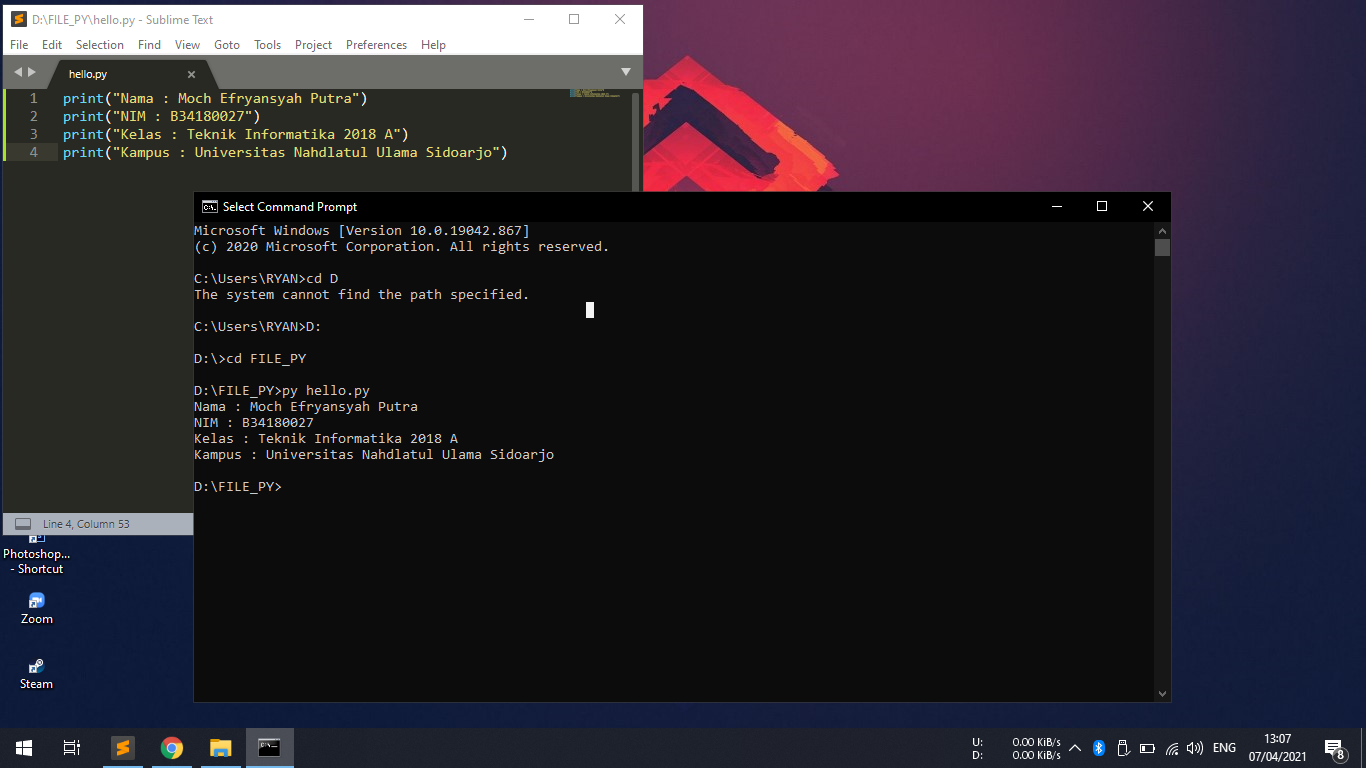 D:\FILE_PY\hello.py - Sublime Text
File Edit Selection Find View Goto Tools Project Preferences Help
hello.py
1 print("Nama : Moch Efryansyah Putra")
2 print("NIM : B34180027")
3 print("Kelas : Teknik Informatika 2018 A")
4 print("Kampus : Universitas Nahdlatul Ulama Sidoarjo")
Select Command Prompt
Microsoft Windows [Version 10.0.19042.867]
(c) 2020 Microsoft Corporation. All rights reserved.
C:\Users\RYAN>cd D
The system cannot find the path specified.
C:\Users\RYAN>D:
D:\>cd FILE_PY
D:\FILE_PY>py hello.py
Nama : Moch Efryansyah Putra
NIM : B34180027
Kelas : Teknik Informatika 2018 A
Kampus : Universitas Nahdlatul Ulama Sidoarjo
D:\FILE_PY>
Line 4, Column 53
Photoshop...
- Shortcut
Zoom
Steam
U: 0.00 KiB/s
D: 0.00 KiB/s
ENG
13:07
07/04/2021
8